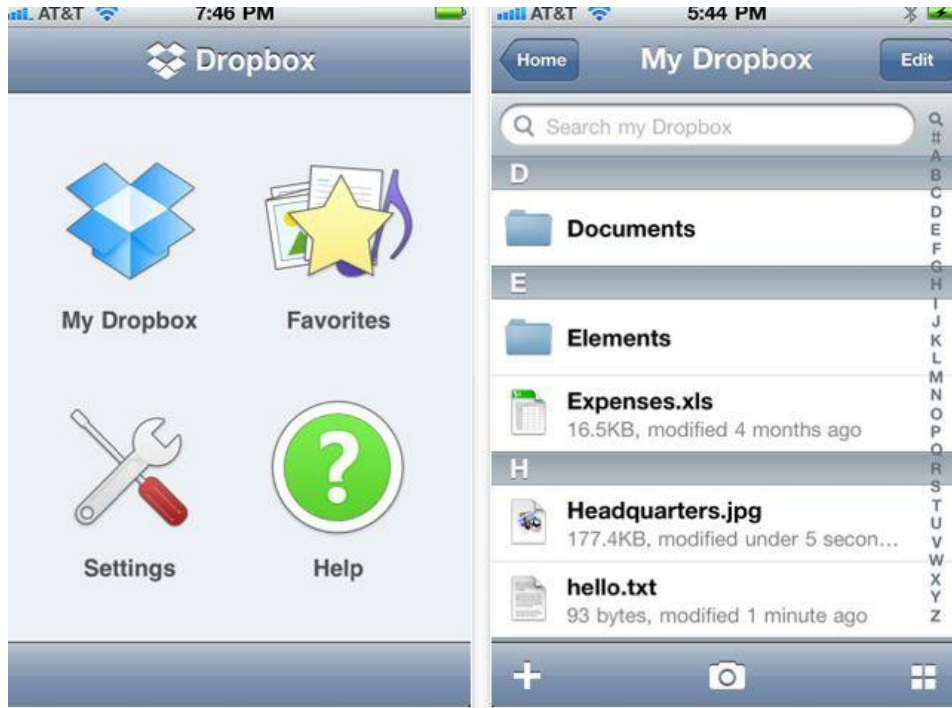 AT&T 7:46 PM
Dropbox
My Dropbox Favorites
Settings Help
AT&T 5:44 PM
Home My Dropbox Edit
Search my Dropbox
D
Documents
E
Elements
Expenses.xls
16.5KB, modified 4 months ago
H
Headquarters.jpg
177.4KB, modified under 5 secon...
hello.txt
93 bytes, modified 1 minute ago
#
A
B
C
D
E
F
G
H
I
J
K
L
M
N
O
P
Q
R
S
T
U
V
W
X
Y
Z